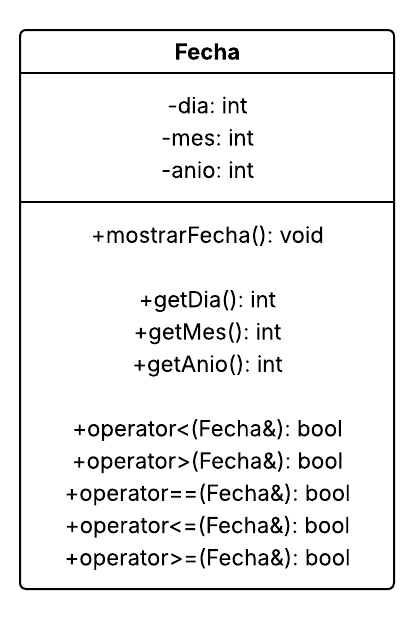 Fecha
-dia: int
-mes: int
-anio: int
+mostrarFecha(): void
+getDia(): int
+getMes(): int
+getAnio(): int
+operator<(Fecha&): bool
+operator>(Fecha&): bool
+operator==(Fecha&): bool
+operator<=(Fecha&): bool
+operator>=(Fecha&): bool